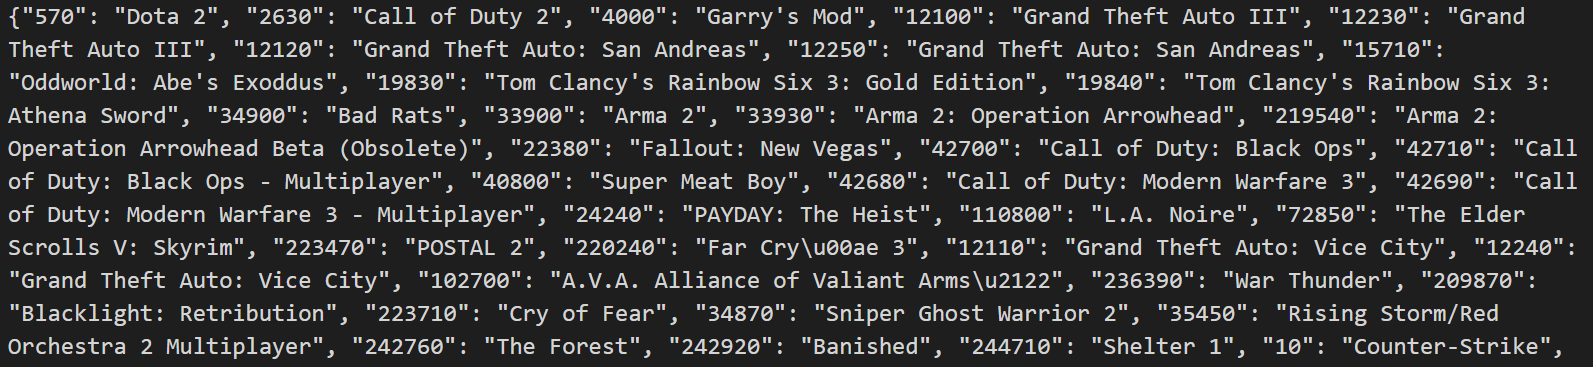 {"570": "Dota 2", "2630": "Call of Duty 2", "4000": "Garry's Mod", "12100": "Grand Theft Auto III", "12230": "Grand
Theft Auto III", "12120": "Grand Theft Auto: San Andreas", "12250": "Grand Theft Auto: San Andreas", "15710":
"Oddworld: Abe's Exoddus", "19830": "Tom Clancy's Rainbow Six 3: Gold Edition", "19840": "Tom Clancy's Rainbow Six 3:
Athena Sword", "34900": "Bad Rats", "33900": "Arma 2", "33930": "Arma 2: Operation Arrowhead", "219540": "Arma 2:
Operation Arrowhead Beta (Obsolete)", "22380": "Fallout: New Vegas", "42700": "Call of Duty: Black Ops", "42710": "Call
of Duty: Black Ops - Multiplayer", "40800": "Super Meat Boy", "42680": "Call of Duty: Modern Warfare 3", "42690": "Call
of Duty: Modern Warfare 3 - Multiplayer", "24240": "PAYDAY: The Heist", "110800": "L.A. Noire", "72850": "The Elder
Scrolls V: Skyrim", "223470": "POSTAL 2", "220240": "Far Cry\u00ae 3", "12110": "Grand Theft Auto: Vice City", "12240":
"Grand Theft Auto: Vice City", "102700": "A.V.A. Alliance of Valiant Arms\u2122", "236390": "War Thunder", "209870":
"Blacklight: Retribution", "223710": "Cry of Fear", "34870": "Sniper Ghost Warrior 2", "35450": "Rising Storm/Red
Orchestra 2 Multiplayer", "242760": "The Forest", "242920": "Banished", "244710": "Shelter 1", "10": "Counter-Strike",